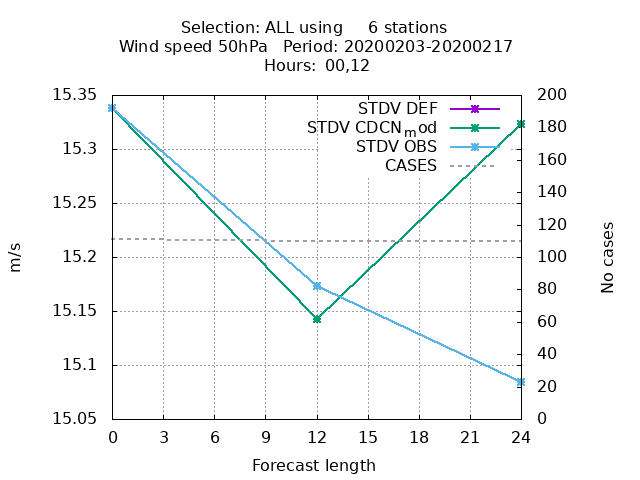 Selection: ALL using     6 stations
Wind speed 50hPa   Period: 20200203-20200217
Hours: 00,12
15.35
15.3
15.25
15.2
15.15
15.1
15.05
m/s
STDV DEF
STDV CDCNmod
STDV OBS
CASES
200
180
160
140
120
100
80
60
40
20
0
No cases
0 3 6 9 12 15 18 21 24
Forecast length